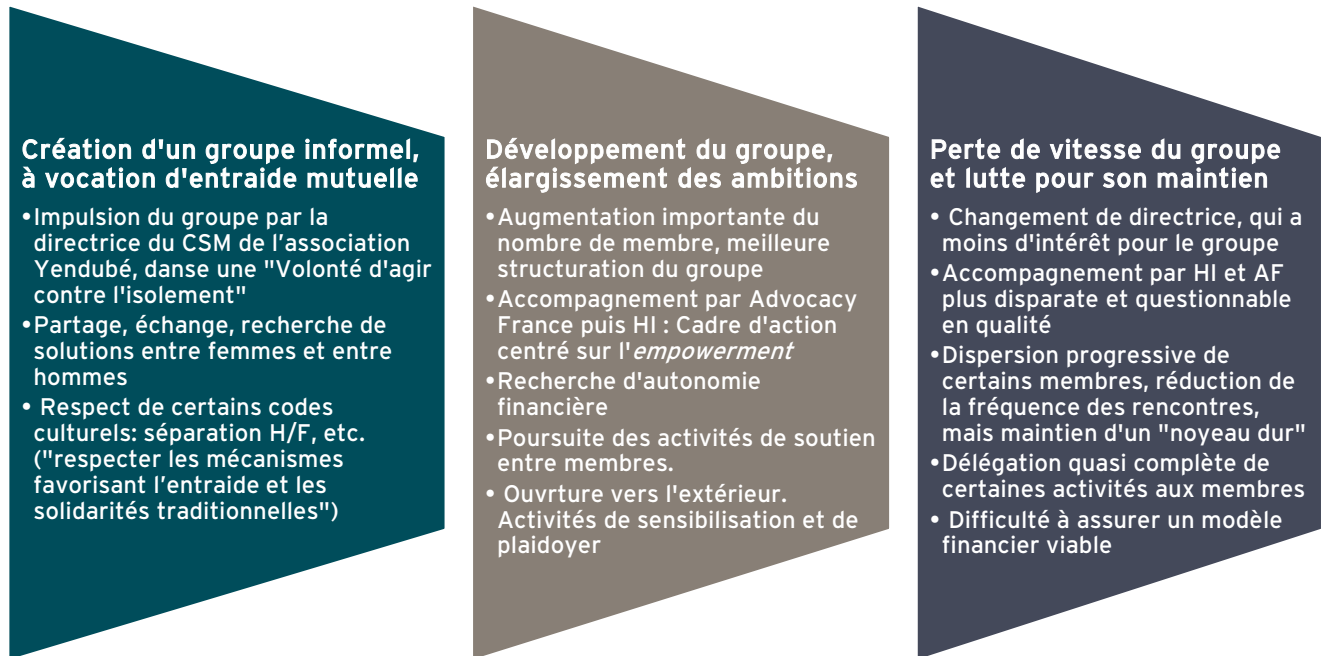 Création d'un groupe informel,
à vocation d'entraide mutuelle
•Impulsion du groupe par la
directrice du CSM de l’association
Yendubé, danse une "Volonté d'agir
contre l'isolement"
•Partage, échange, recherche de
solutions entre femmes et entre
hommes
• Respect de certains codes
culturels: séparation H/F, etc.
("respecter les mécanismes
favorisant l’entraide et les
solidarités traditionnelles")
Développement du groupe,
élargissement des ambitions
•Augmentation importante du
nombre de membre, meilleure
structuration du groupe
•Accompagnement par Advocacy
France puis HI : Cadre d'action
centré sur l'empowerment
•Recherche d'autonomie
financière
•Poursuite des activités de soutien
entre membres.
• Ouvrture vers l'extérieur.
Activités de sensibilisation et de
plaidoyer
Perte de vitesse du groupe
et lutte pour son maintien
• Changement de directrice, qui a
moins d'intérêt pour le groupe
•Accompagnement par HI et AF
plus disparate et questionnable
en qualité
•Dispersion progressive de
certains membres, réduction de
la fréquence des rencontres,
mais maintien d'un "noyeau dur"
•Délégation quasi complète de
certaines activités aux membres
• Difficulté à assurer un modèle
financier viable